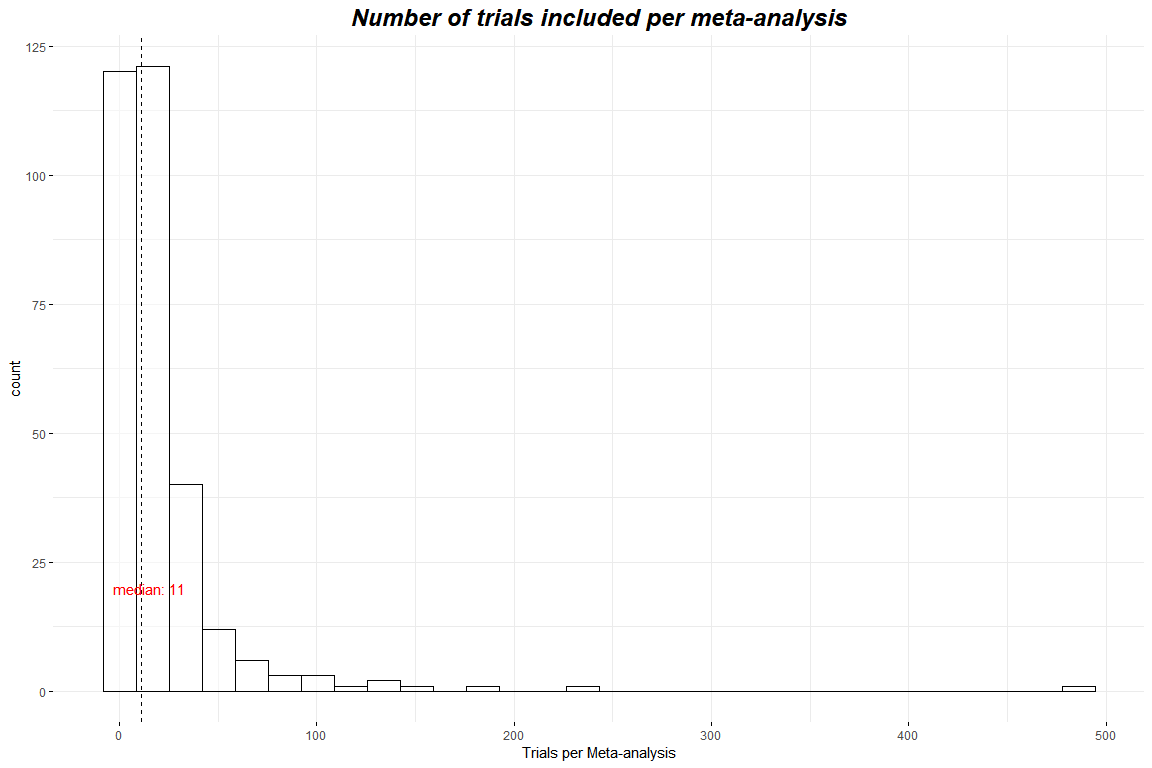 Number of trials included per meta-analysis
125
100
75
50
25
0
count
median: 11
0 100 200 300 400 500
Trials per Meta-analysis